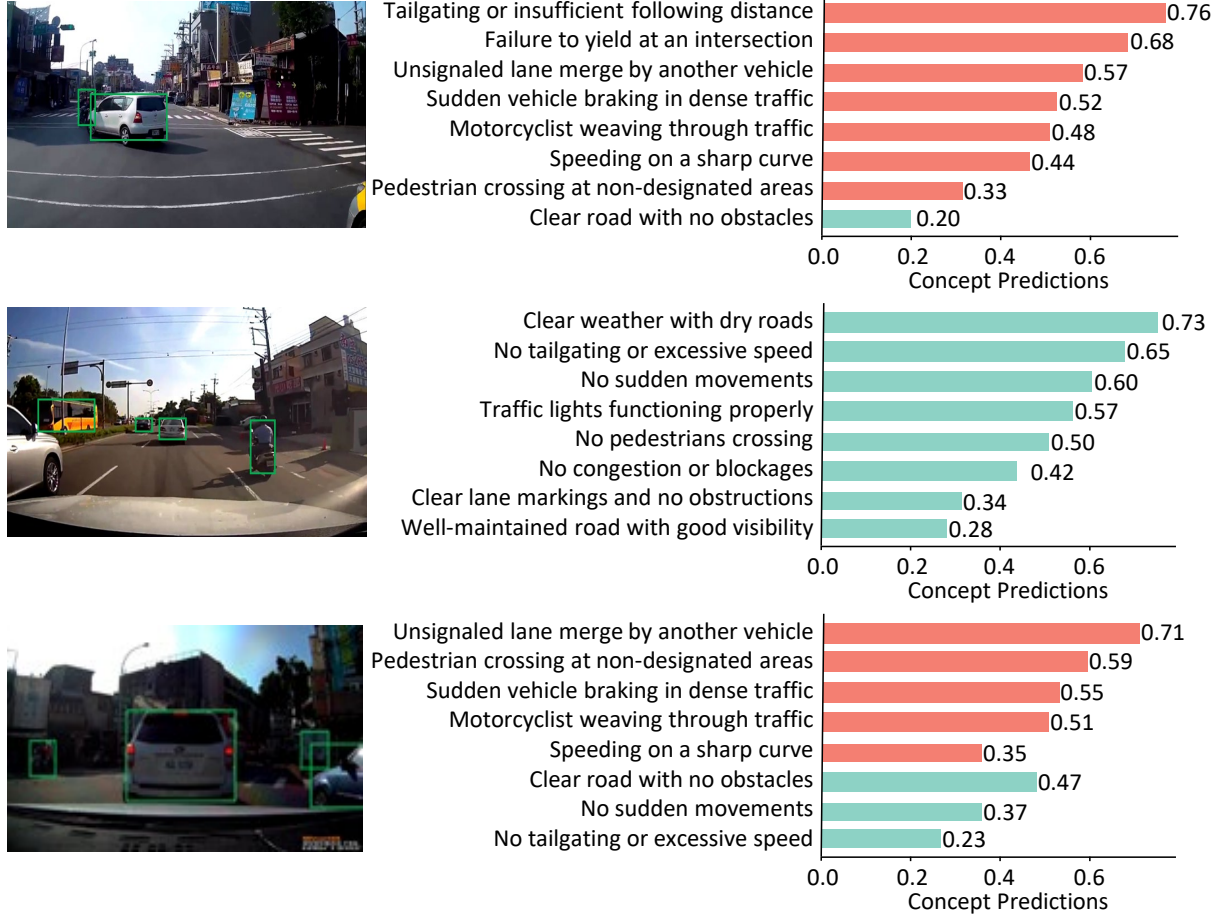 Tailgating or insufficient following distance 0.76
Failure to yield at an intersection 0.68
Unsignaled lane merge by another vehicle 0.57
Sudden vehicle braking in dense traffic 0.52
Motorcyclist weaving through traffic 0.48
Speeding on a sharp curve 0.44
Pedestrian crossing at non-designated areas 0.33
Clear road with no obstacles 0.20
0.0 0.2 0.4 0.6
Concept Predictions
Clear weather with dry roads 0.73
No tailgating or excessive speed 0.65
No sudden movements 0.60
Traffic lights functioning properly 0.57
No pedestrians crossing 0.50
No congestion or blockages 0.42
Clear lane markings and no obstructions 0.34
Well-maintained road with good visibility 0.28
0.0 0.2 0.4 0.6
Concept Predictions
Unsignaled lane merge by another vehicle 0.71
Pedestrian crossing at non-designated areas 0.59
Sudden vehicle braking in dense traffic 0.55
Motorcyclist weaving through traffic 0.51
Speeding on a sharp curve 0.35
Clear road with no obstacles 0.47
No sudden movements 0.37
No tailgating or excessive speed 0.23
0.0 0.2 0.4 0.6
Concept Predictions